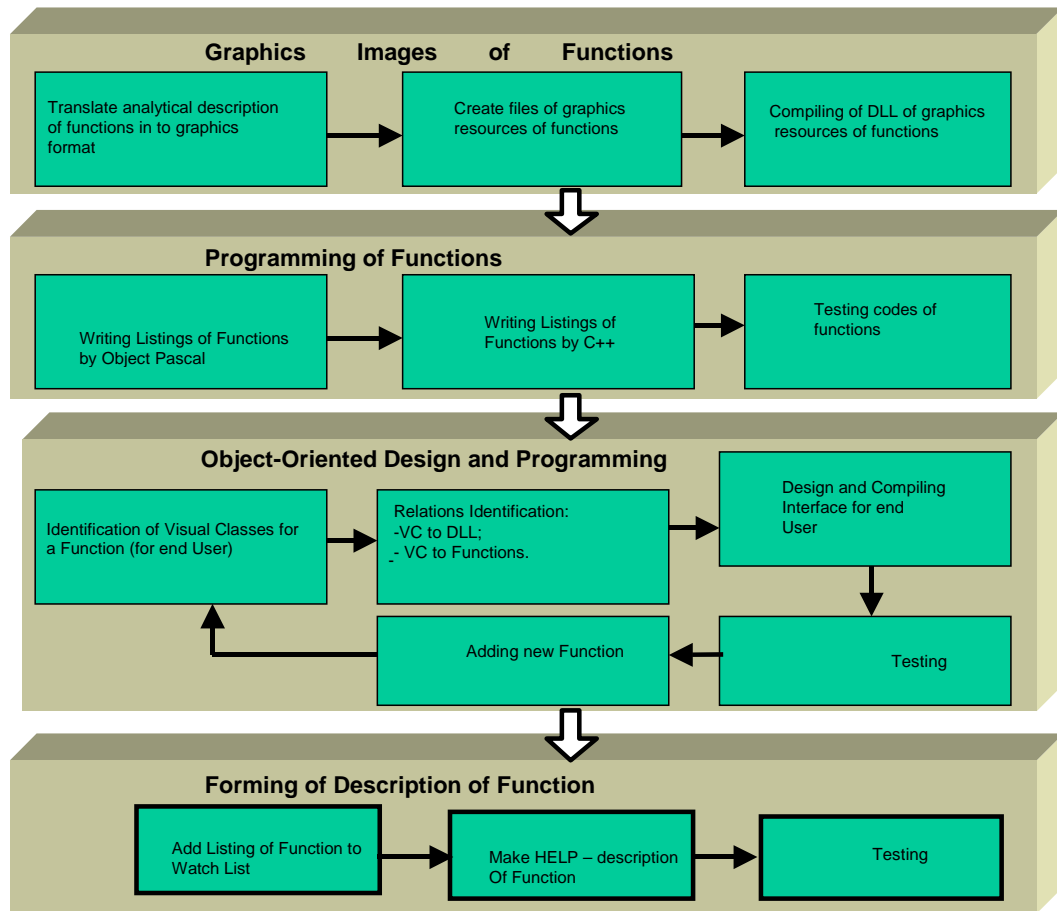 Graphics Images of Functions
Translate analytical description
of functions in to graphics
format
Create files of graphics
resources of functions
Compiling of DLL of graphics
resources of functions
Programming of Functions
Writing Listings of Functions
by Object Pascal
Writing Listings of
Functions by C++
Testing codes of
functions
Object-Oriented Design and Programming
Identification of Visual Classes for
a Function (for end User)
Relations Identification:
-VC to DLL;
- VC to Functions.
-
Design and Compiling
Interface for end
User
Adding new Function
Testing
Forming of Description of Function
Add Listing of Function to
Watch List
Make HELP – description
Of Function
Testing